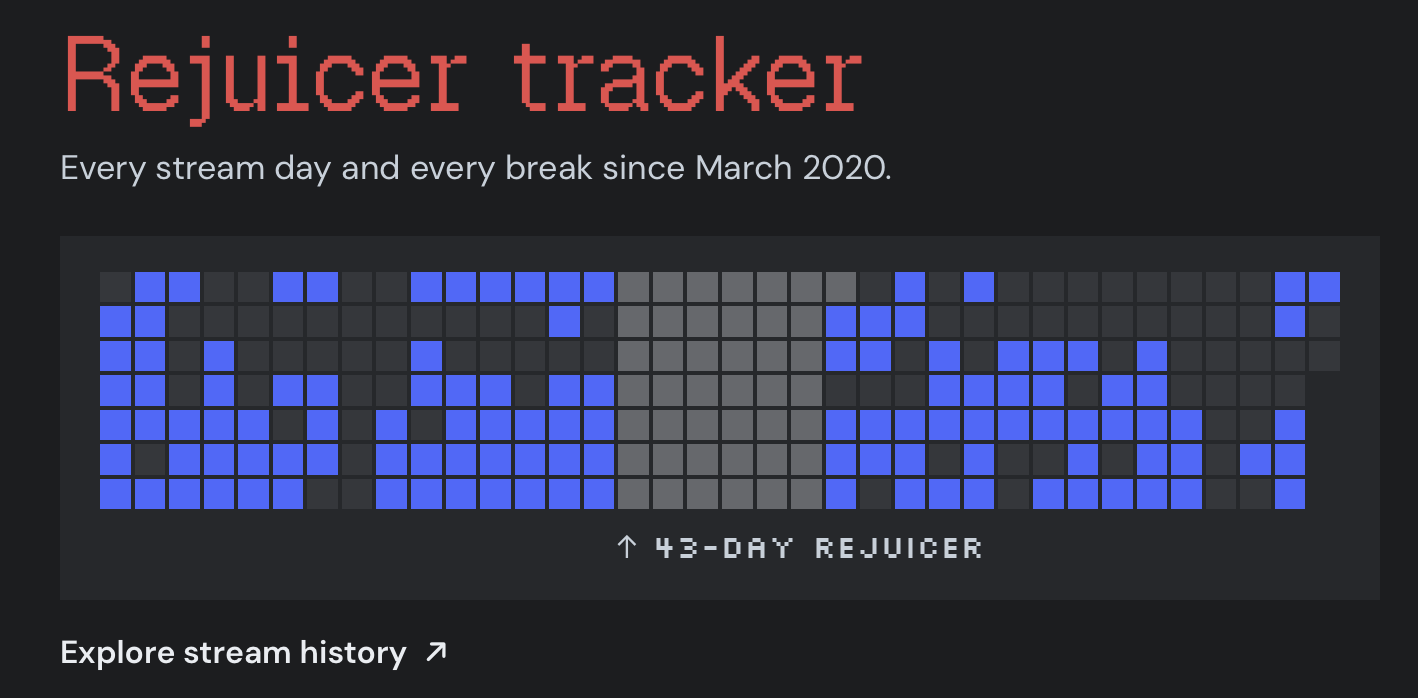 Rejuicer tracker
Every stream day and every break since March 2020.
↑ 43-DAY REJUICER
Explore stream history ↗